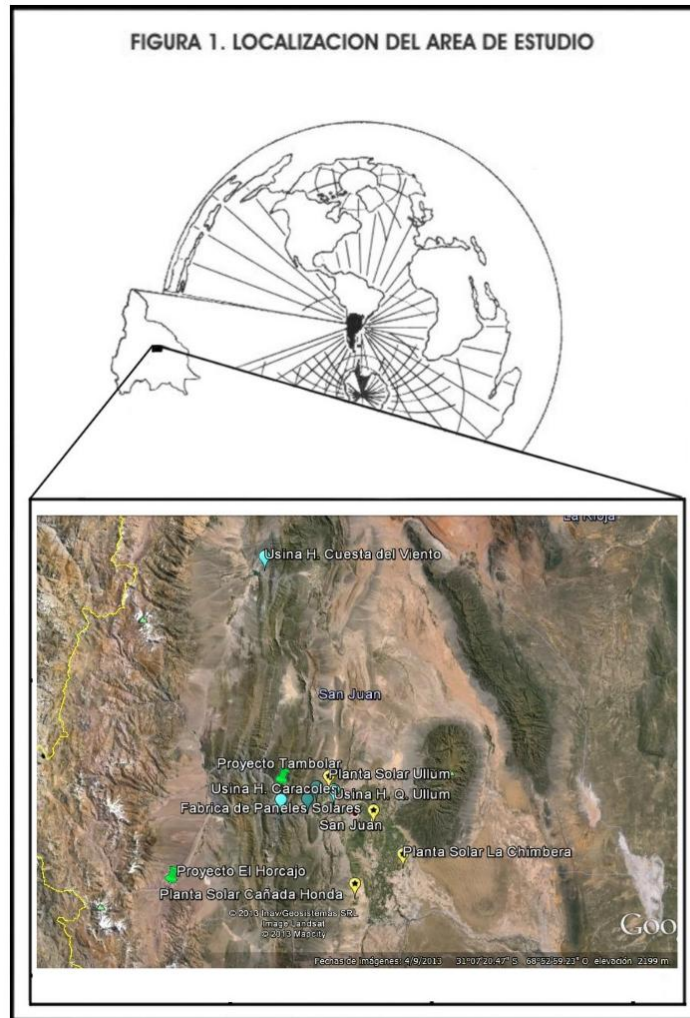 FIGURA 1. LOCALIZACION DEL AREA DE ESTUDIO
La Rioja
Usina H. Cuesta del Viento
San Juan
Proyecto Tambolar
Planta Solar Ullum
Usina H. Caracoles
Usina H. Q. Ullum
Fabrica de Paneles Solares
San Juan
Planta Solar La Chimbera
Proyecto El Horcajo
Planta Solar Cañada Honda
© 2013 Inav/Geosistemas SRL
Image Landsat
© 2013 Mapcity
Goo
Fechas de imágenes: 4/9/2013 31°07'20.47" S 68°52'59.23" O elevación 2199 m